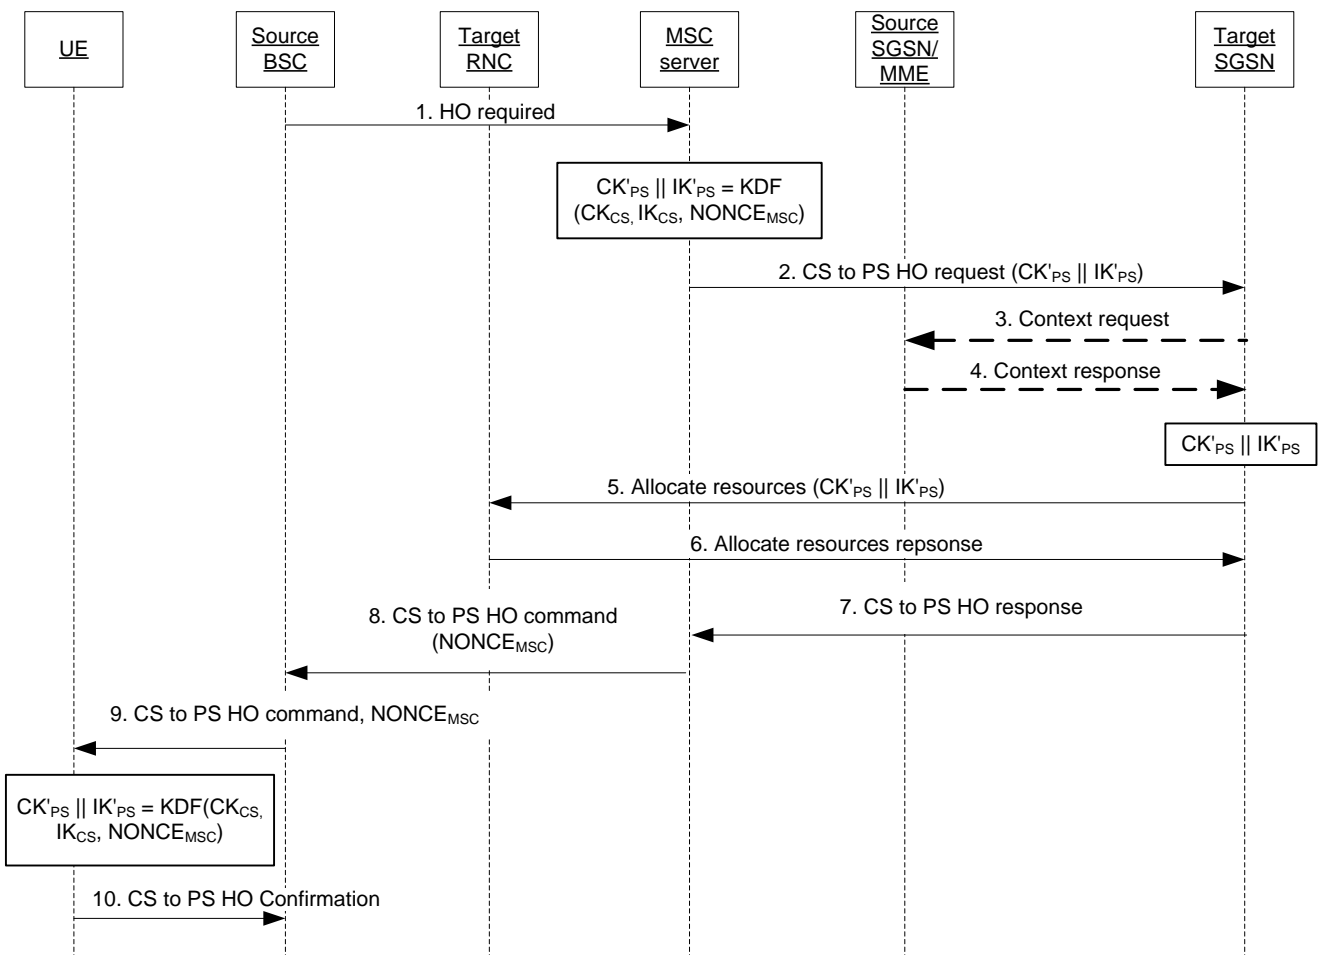 UE
Source
BSC
Target
RNC
MSC
server
Source
SGSN/
MME
Target
SGSN
1. HO required
CK'PS || IK'PS = KDF
(CKCS, IKCS, NONCEMSC)
2. CS to PS HO request (CK'PS || IK'PS)
3. Context request
4. Context response
CK'PS || IK'PS
5. Allocate resources (CK'PS || IK'PS)
6. Allocate resources repsonse
7. CS to PS HO response
8. CS to PS HO command
(NONCEMSC)
9. CS to PS HO command, NONCEMSC
CK'PS || IK'PS = KDF(CKCS,
IKCS, NONCEMSC)
10. CS to PS HO Confirmation